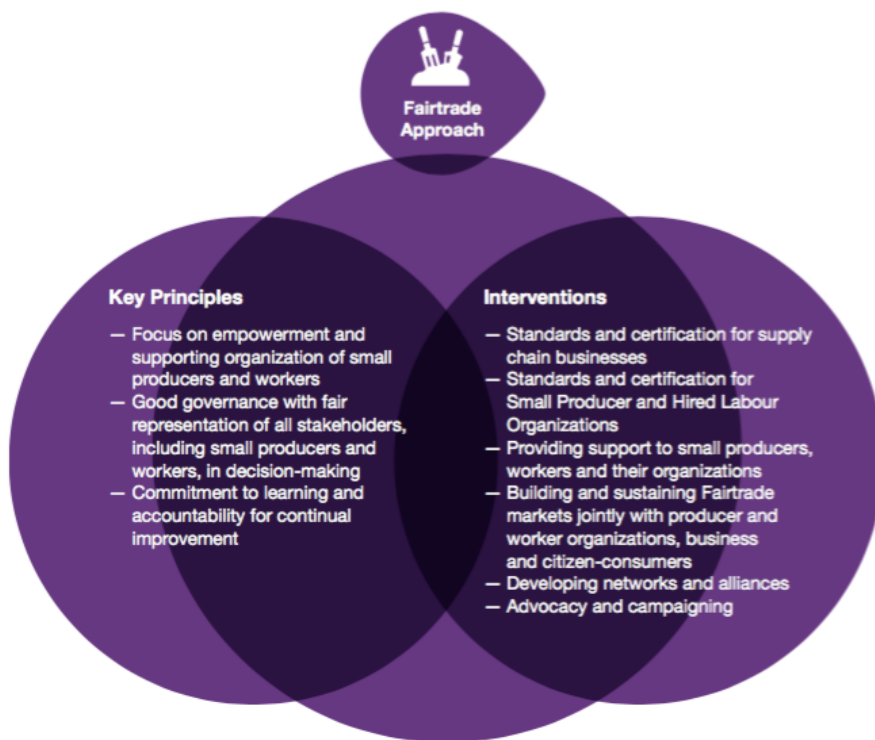 Fairtrade
Approach
Key Principles
— Focus on empowerment and
supporting organization of small
producers and workers
— Good governance with fair
representation of all stakeholders,
including small producers and
workers, in decision-making
— Commitment to learning and
accountability for continual
improvement
Interventions
— Standards and certification for supply
chain businesses
— Standards and certification for
Small Producer and Hired Labour
Organizations
— Providing support to small producers,
workers and their organizations
— Building and sustaining Fairtrade
markets jointly with producer and
worker organizations, business
and citizen-consumers
— Developing networks and alliances
— Advocacy and campaigning